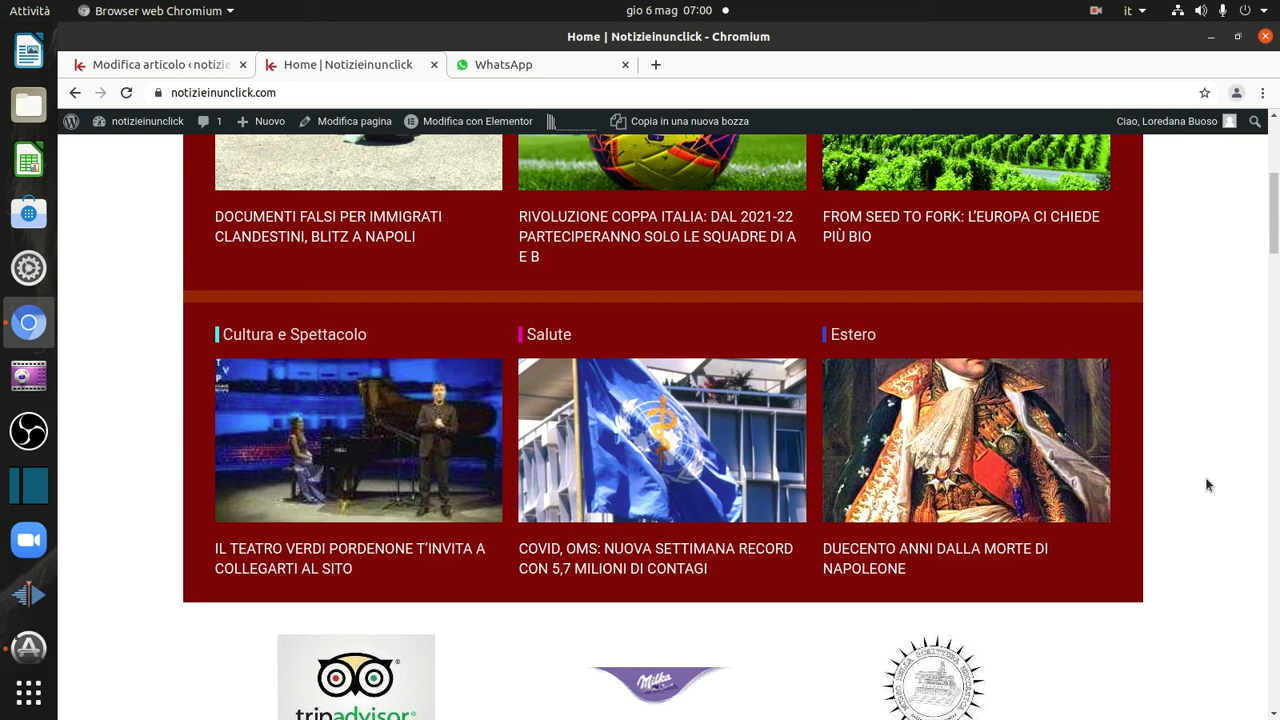 Attività
Browser web Chromium
gio 6 mag 07:00
it
Home | Notizieinunclick - Chromium
Modifica articolo ‹ notizie
Home | Notizieinunclick
WhatsApp
notizieinunclick.com
notizieinunclick
1
Nuovo
Modifica pagina
Modifica con Elementor
Copia in una nuova bozza
Ciao, Loredana Buoso
DOCUMENTI FALSI PER IMMIGRATI
CLANDESTINI, BLITZ A NAPOLI
RIVOLUZIONE COPPA ITALIA: DAL 2021-22
PARTECIPERANNO SOLO LE SQUADRE DI A
E B
FROM SEED TO FORK: L’EUROPA CI CHIEDE
PIÙ BIO
Cultura e Spettacolo
Salute
Estero
IL TEATRO VERDI PORDENONE T’INVITA A
COLLEGARTI AL SITO
COVID, OMS: NUOVA SETTIMANA RECORD
CON 5,7 MILIONI DI CONTAGI
DUECENTO ANNI DALLA MORTE DI
NAPOLEONE
tripadvisor®
Milka